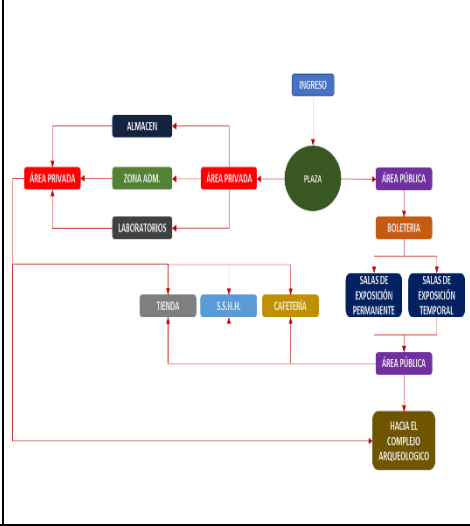 INGRESO
ALMACEN
ÁREA PRIVADA
ZONA ADM.
ÁREA PRIVADA
PLAZA
ÁREA PÚBLICA
LABORATORIOS
BOLETERIA
SALAS DE
EXPOSICIÓN
PERMANENTE
SALAS DE
EXPOSICIÓN
TEMPORAL
TIENDA
S.S.H.H.
CAFETERÍA
ÁREA PÚBLICA
HACIA EL
COMPLEJO
ARQUEOLOGICO